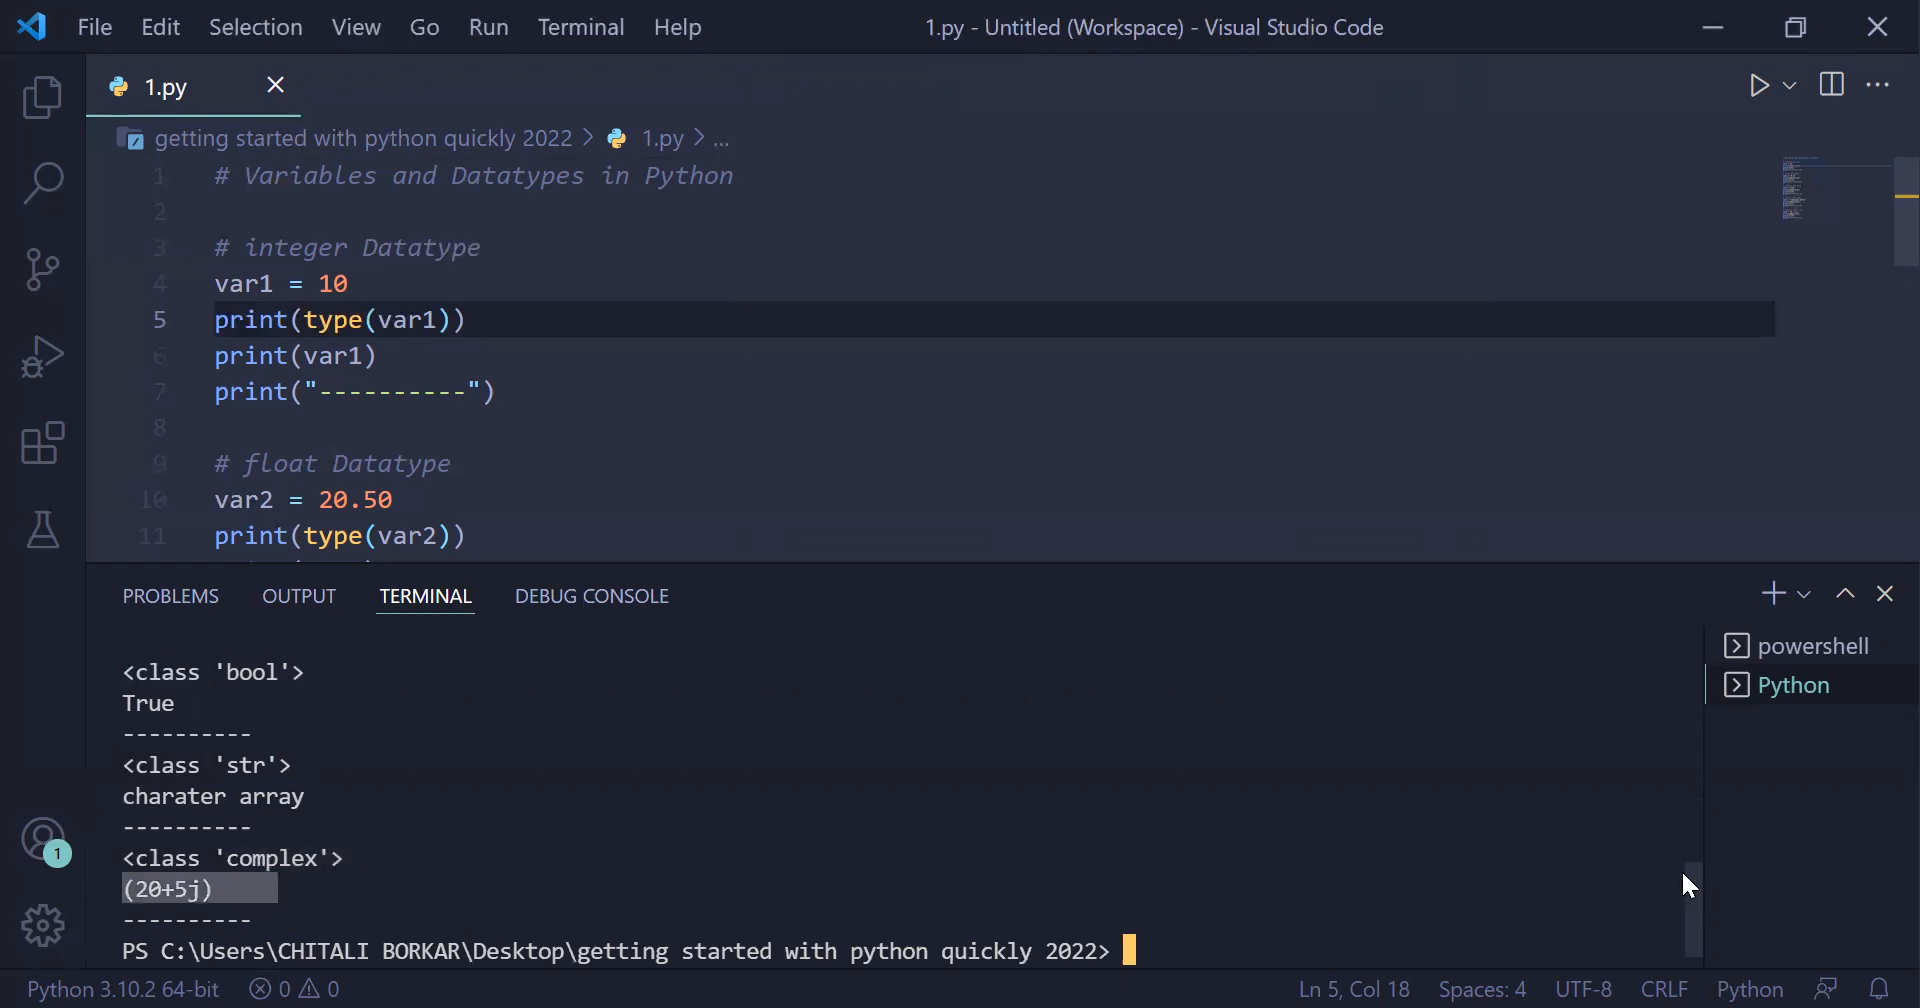 File Edit Selection View Go Run Terminal Help 1.py - Untitled (Workspace) - Visual Studio Code
1.py
getting started with python quickly 2022 > 1.py > ...
1 # Variables and Datatypes in Python
2
3 # integer Datatype
4 var1 = 10
5 print(type(var1))
6 print(var1)
7 print("----------")
8
9 # float Datatype
10 var2 = 20.50
11 print(type(var2))
PROBLEMS OUTPUT TERMINAL DEBUG CONSOLE
powershell
Python
<class 'bool'>
True
----------
<class 'str'>
charater array
----------
<class 'complex'>
(20+5j)
----------
PS C:\Users\CHITALI BORKAR\Desktop\getting started with python quickly 2022>
1
Python 3.10.2 64-bit 0 0 Ln 5, Col 18 Spaces: 4 UTF-8 CRLF Python